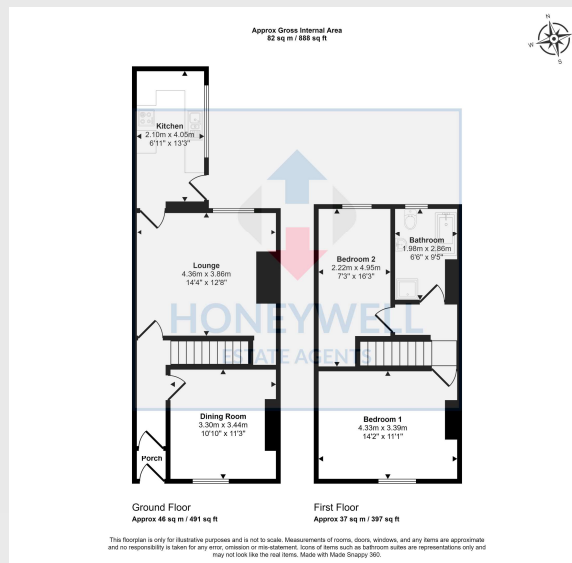 Approx Gross Internal Area
82 sq m / 888 sq ft
N
W
E
S
Kitchen
2.10m x 4.05m
6'11" x 13'3"
Lounge
4.36m x 3.86m
14'4" x 12'8"
Bedroom 2
2.22m x 4.95m
7'3" x 16'3"
Bathroom
1.98m x 2.86m
6'6" x 9'5"
HONEYWELL
ESTATE AGENTS
Dining Room
3.30m x 3.44m
10'10" x 11'3"
Bedroom 1
4.33m x 3.39m
14'2" x 11'1"
Porch
Ground Floor
Approx 46 sq m / 491 sq ft
First Floor
Approx 37 sq m / 397 sq ft
This floorplan is only for illustrative purposes and is not to scale. Measurements of rooms, doors, windows, and any items are approximate
and no responsibility is taken for any error, omission or mis-statement. Icons of items such as bathroom suites are representations only and
may not look like the real items. Made with Made Snappy 360.